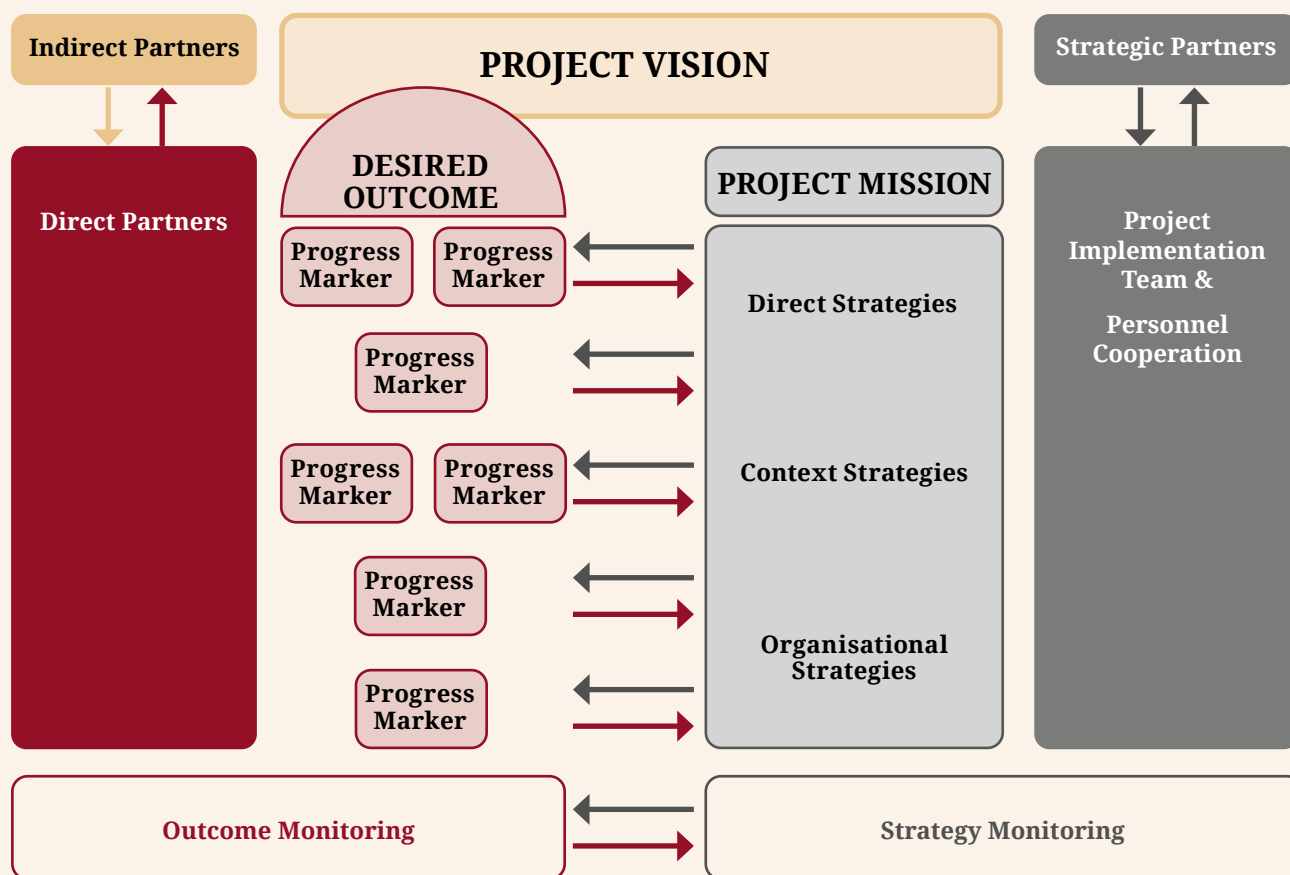 Indirect Partners
PROJECT VISION
Strategic Partners
DESIRED
OUTCOME
PROJECT MISSION
Direct Partners
Project
Implementation
Team &
Personnel
Cooperation
Progress
Marker
Progress
Marker
Direct Strategies
Progress
Marker
Progress
Marker
Progress
Marker
Context Strategies
Progress
Marker
Organisational
Strategies
Progress
Marker
Outcome Monitoring
Strategy Monitoring